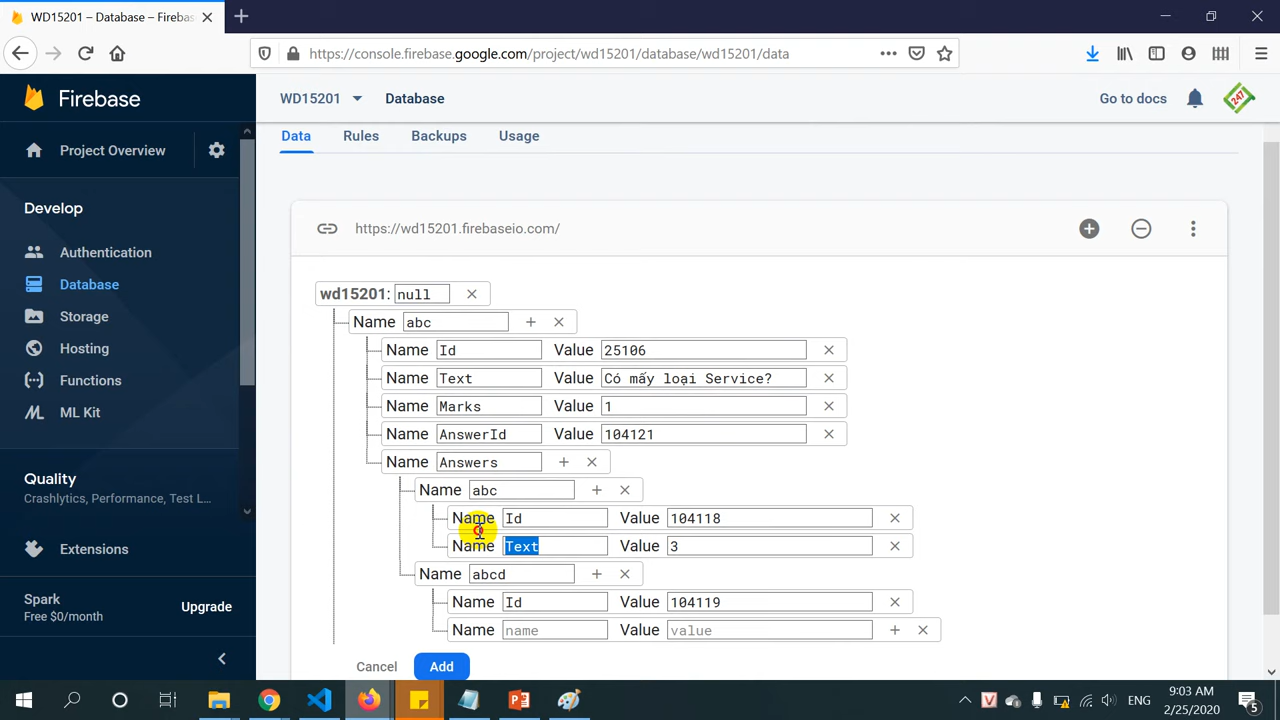 WD15201 – Database – Firebas
https://console.firebase.google.com/project/wd15201/database/wd15201/data
Firebase
WD15201
Database
Go to docs
247
Project Overview
Data
Rules
Backups
Usage
Develop
Authentication
Database
Storage
Hosting
Functions
ML Kit
Quality
Crashlytics, Performance, Test L...
Extensions
Spark
Free $0/month
Upgrade
https://wd15201.firebaseio.com/
wd15201: null
Name abc
Name Id Value 25106
Name Text Value Có mấy loại Service?
Name Marks Value 1
Name AnswerId Value 104121
Name Answers
Name abc
Name Id Value 104118
Name Text Value 3
Name abcd
Name Id Value 104119
Name name Value value
Cancel
Add
ENG
9:03 AM
2/25/2020
5